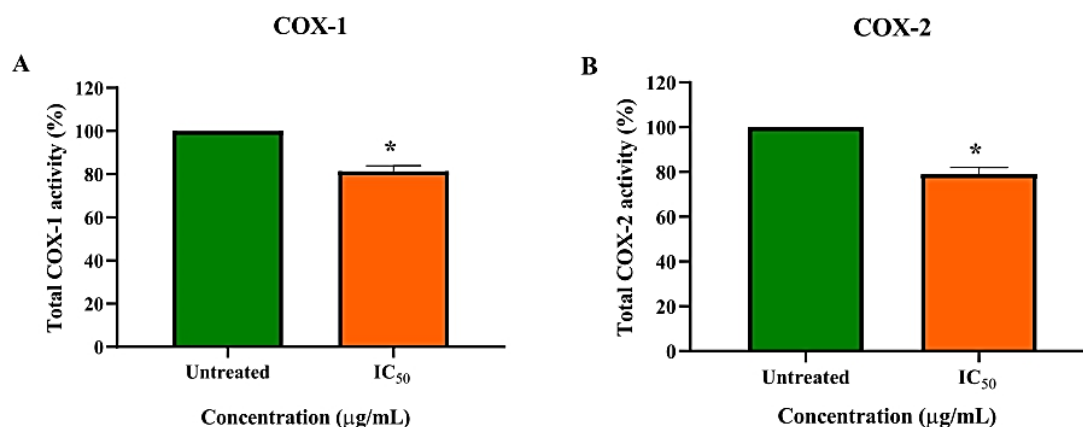 COX-1
A
Total COX-1 activity (%)
120
100
80
60
40
20
0
*
Untreated
IC₅₀
Concentration (μg/mL)
COX-2
B
Total COX-2 activity (%)
120
100
80
60
40
20
0
*
Untreated
IC₅₀
Concentration (μg/mL)